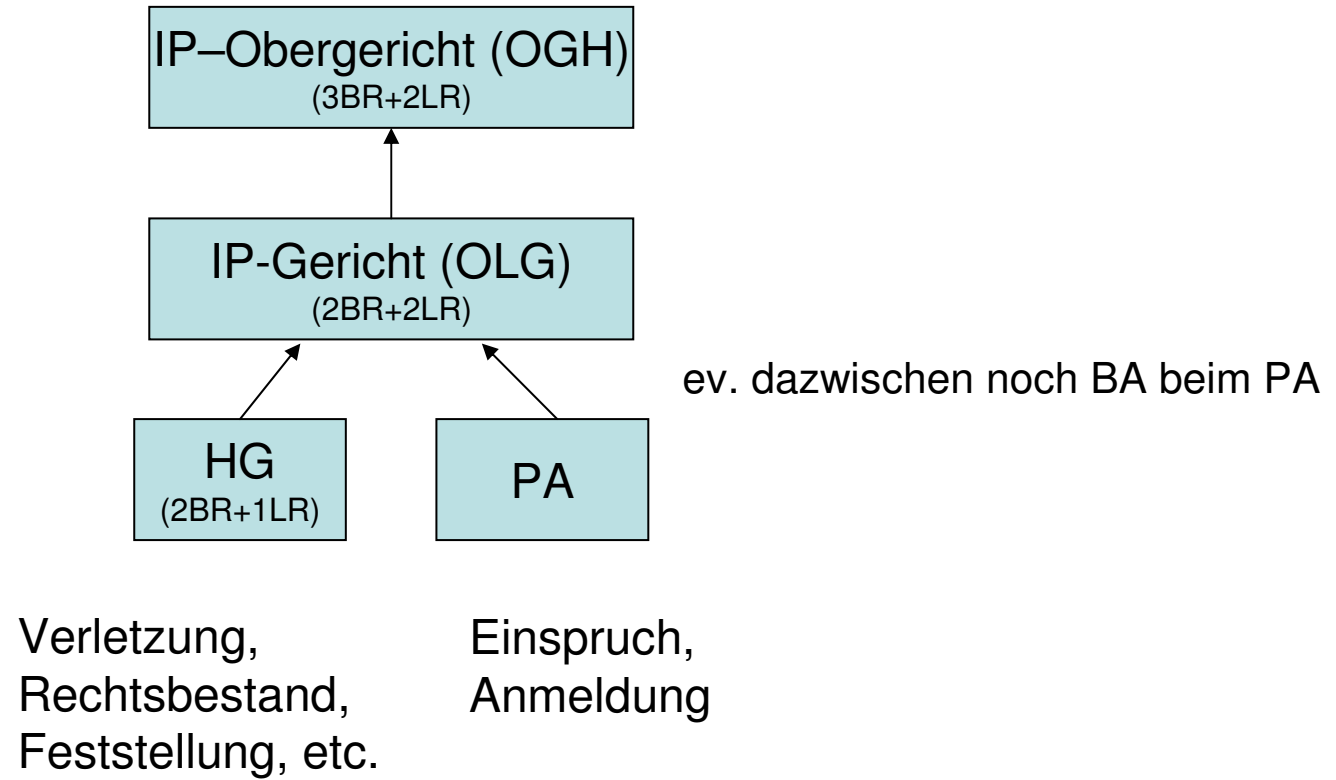 IP–Obergericht (OGH)
(3BR+2LR)
IP-Gericht (OLG)
(2BR+2LR)
ev. dazwischen noch BA beim PA
HG
(2BR+1LR)
PA
Verletzung,
Rechtsbestand,
Feststellung, etc.
Einspruch,
Anmeldung